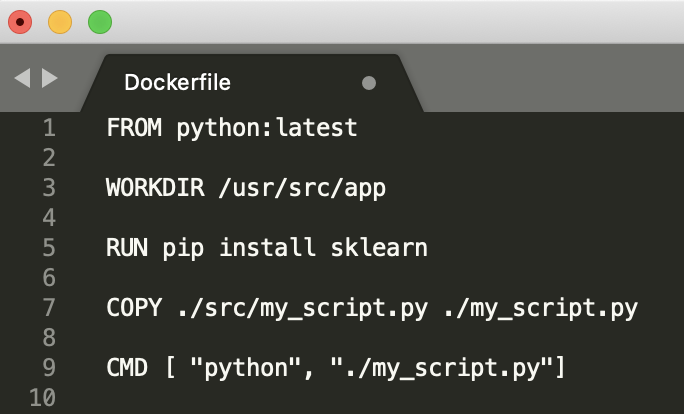 Dockerfile
1 FROM python:latest
2
3 WORKDIR /usr/src/app
4
5 RUN pip install sklearn
6
7 COPY ./src/my_script.py ./my_script.py
8
9 CMD [ "python", "./my_script.py"]
10